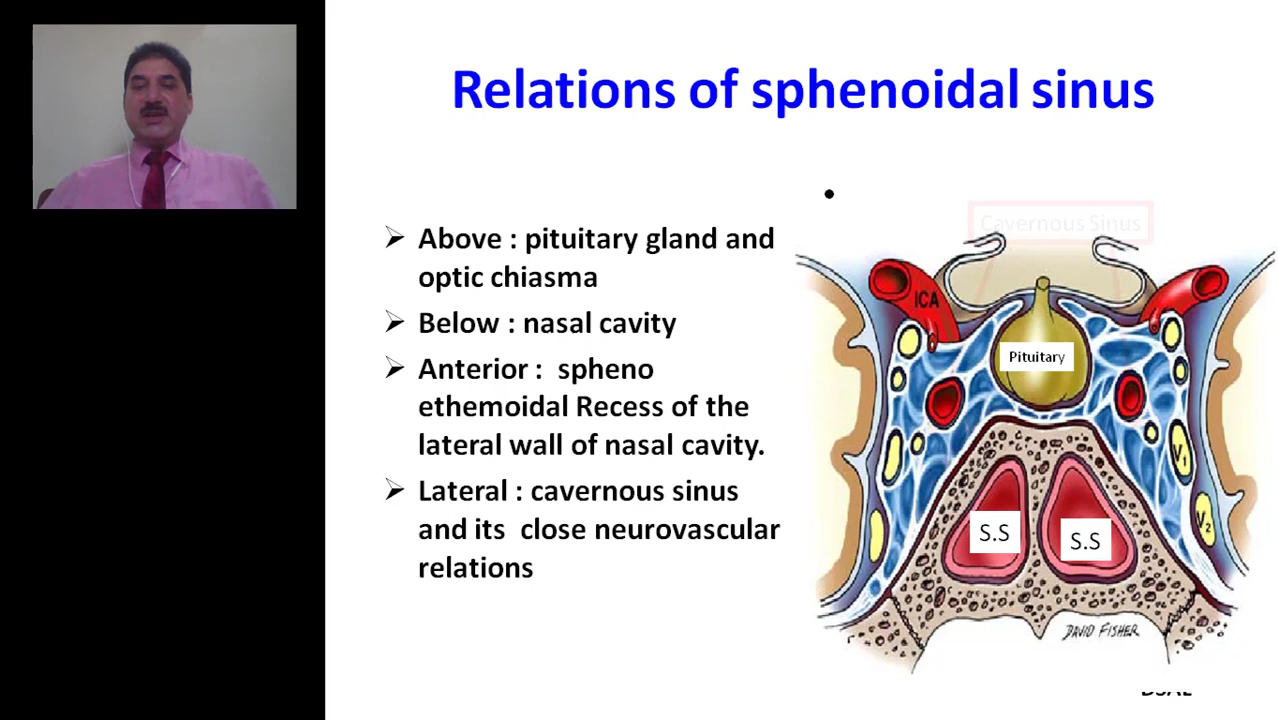 Relations of sphenoidal sinus
•
➢ Above : pituitary gland and
optic chiasma
➢ Below : nasal cavity
➢ Anterior : spheno
ethemoidal Recess of the
lateral wall of nasal cavity.
➢ Lateral : cavernous sinus
and its close neurovascular
relations
Cavernous Sinus
ICA
Pituitary
V1
V2
S.S
S.S
DAVID FISHER